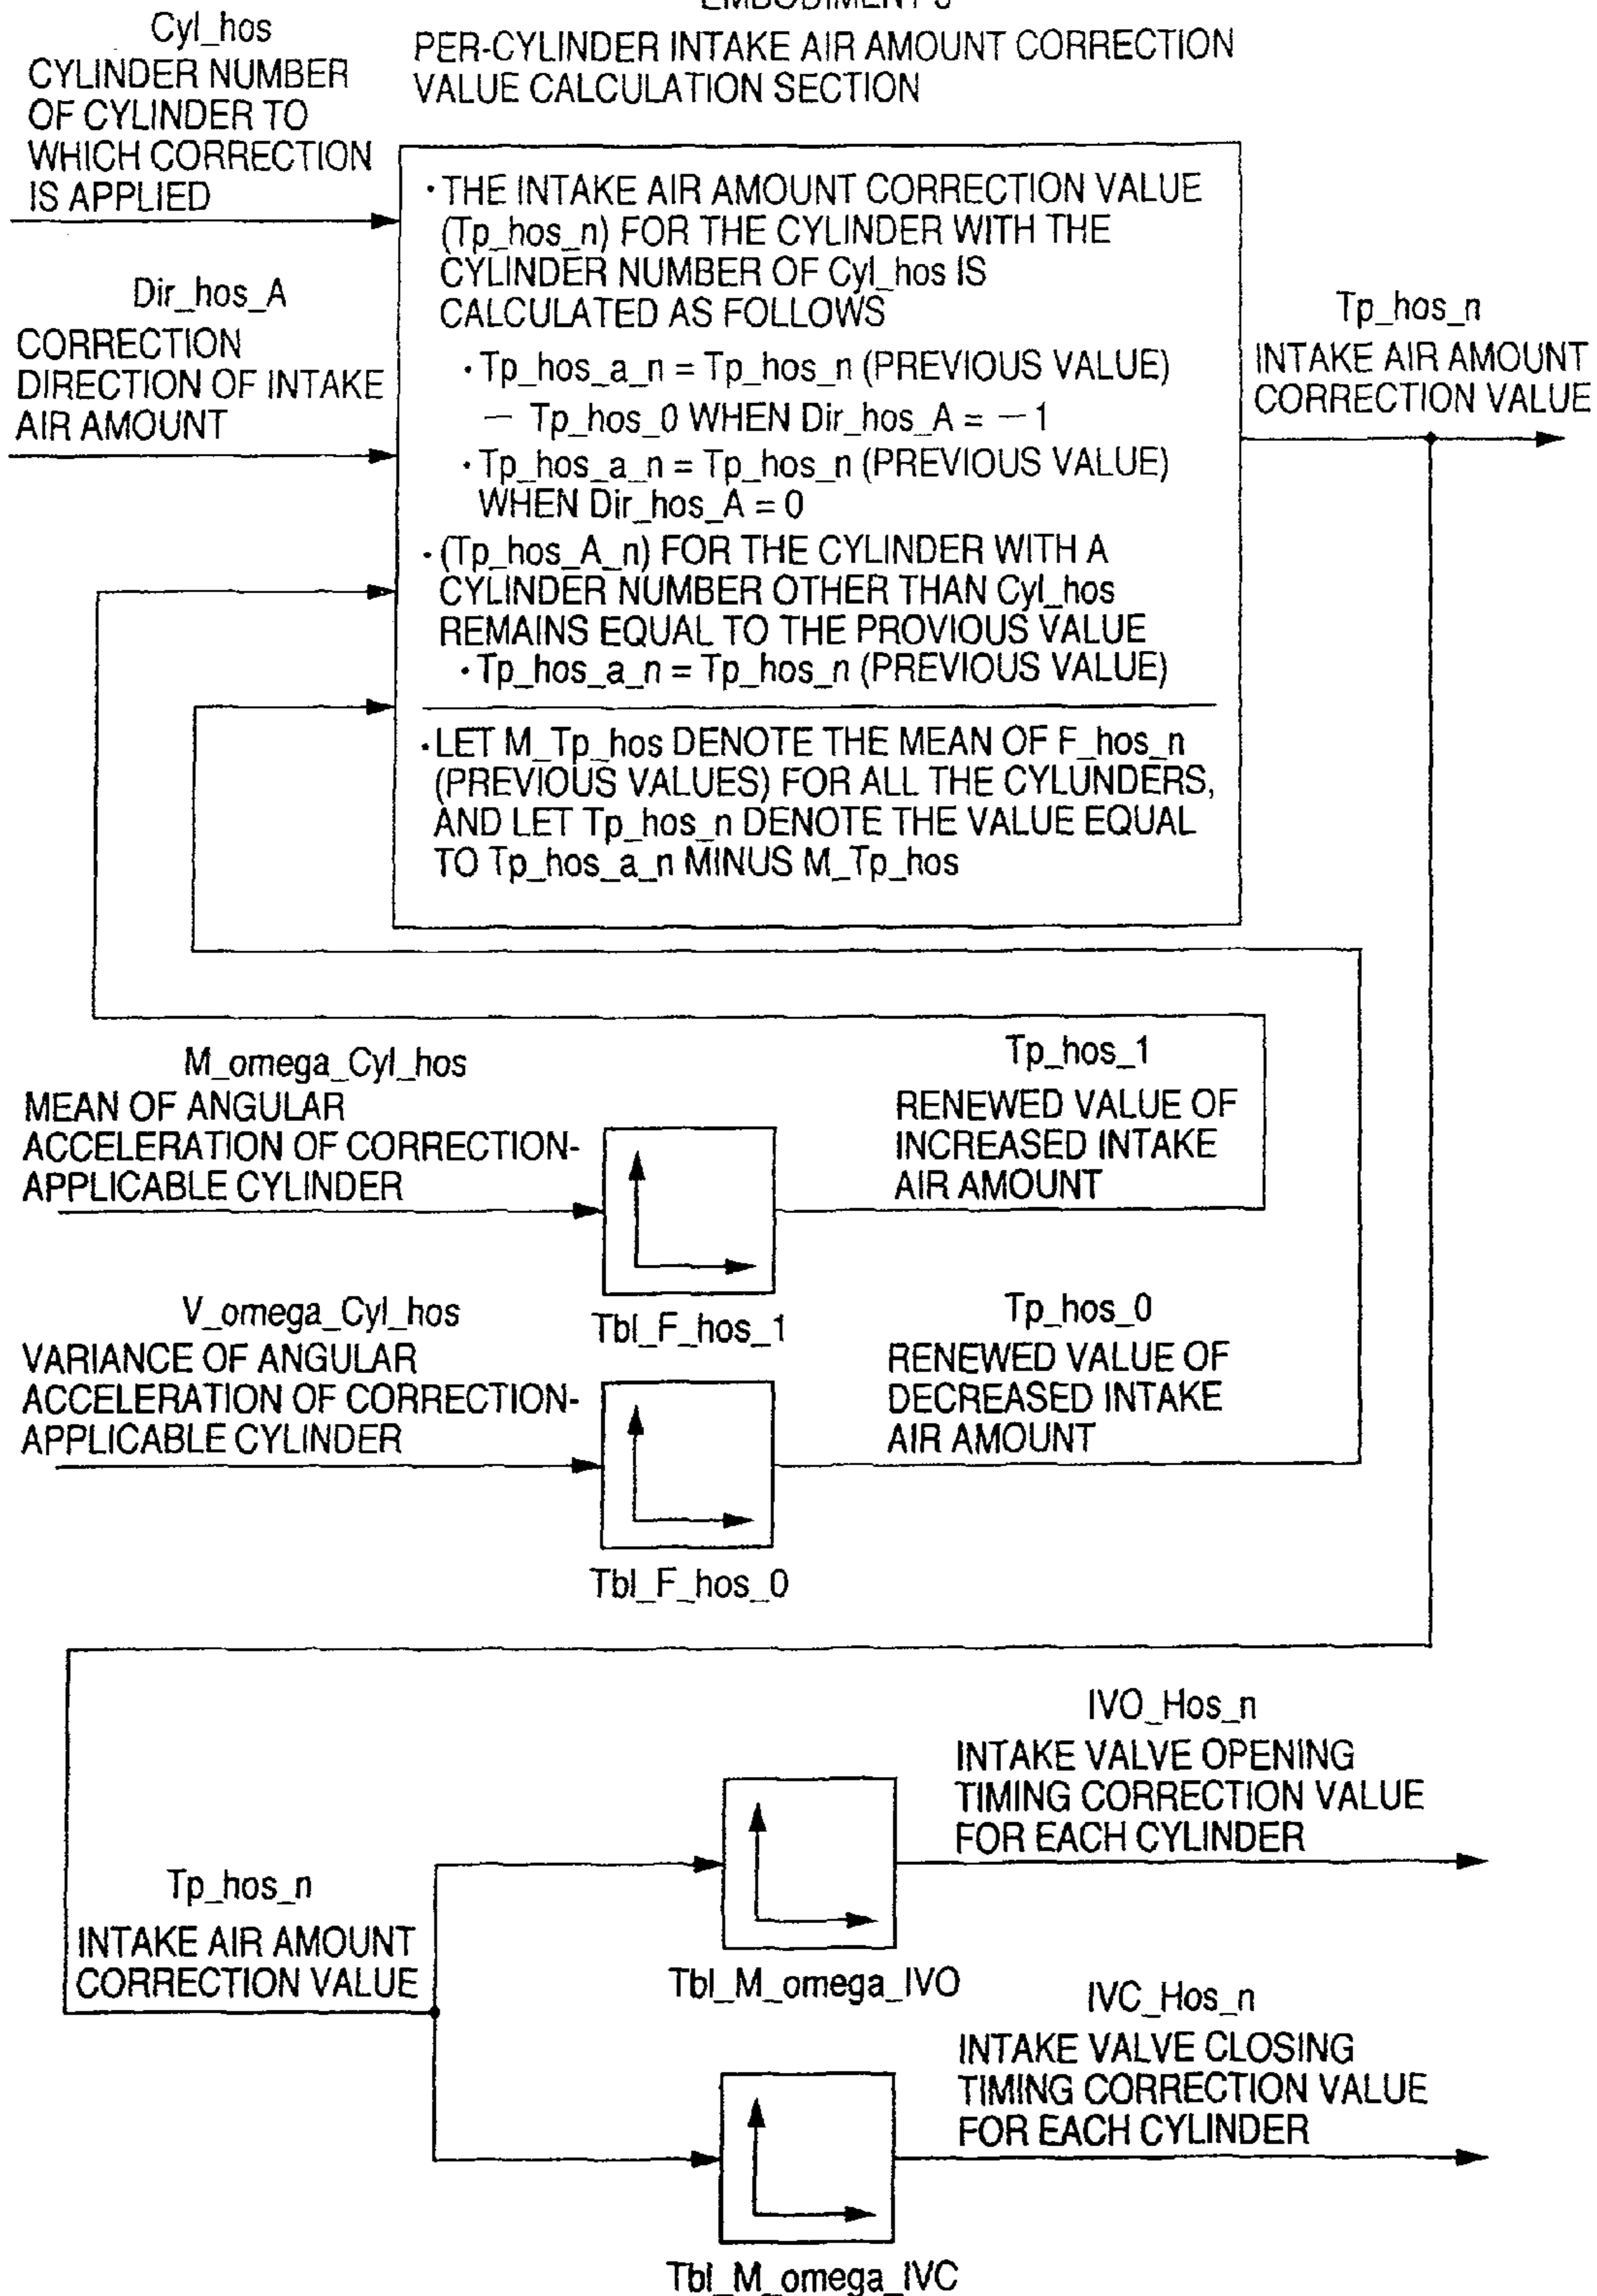 EMBODIMENT
Cyl_hos
CYLINDER NUMBER
OF CYLINDER TO
WHICH CORRECTION
IS APPLIED
PER-CYLINDER INTAKE AIR AMOUNT CORRECTION
VALUE CALCULATION SECTION
Dir_hos_A
CORRECTION
DIRECTION OF INTAKE
AIR AMOUNT
· THE INTAKE AIR AMOUNT CORRECTION VALUE
(Tp_hos_n) FOR THE CYLINDER WITH THE
CYLINDER NUMBER OF Cyl_hos IS
CALCULATED AS FOLLOWS
· Tp_hos_a_n = Tp_hos_n (PREVIOUS VALUE)
– Tp_hos_0 WHEN Dir_hos_A = –1
· Tp_hos_a_n = Tp_hos_n (PREVIOUS VALUE)
WHEN Dir_hos_A = 0
· (Tp_hos_A_n) FOR THE CYLINDER WITH A
CYLINDER NUMBER OTHER THAN Cyl_hos
REMAINS EQUAL TO THE PROVIOUS VALUE
· Tp_hos_a_n = Tp_hos_n (PREVIOUS VALUE)
· LET M_Tp_hos DENOTE THE MEAN OF F_hos_n
(PREVIOUS VALUES) FOR ALL THE CYLUNDERS,
AND LET Tp_hos_n DENOTE THE VALUE EQUAL
TO Tp_hos_a_n MINUS M_Tp_hos
Tp_hos_n
INTAKE AIR AMOUNT
CORRECTION VALUE
M_omega_Cyl_hos
MEAN OF ANGULAR
ACCELERATION OF CORRECTION-
APPLICABLE CYLINDER
Tbl_F_hos_1
Tp_hos_1
RENEWED VALUE OF
INCREASED INTAKE
AIR AMOUNT
V_omega_Cyl_hos
VARIANCE OF ANGULAR
ACCELERATION OF CORRECTION-
APPLICABLE CYLINDER
Tbl_F_hos_0
Tp_hos_0
RENEWED VALUE OF
DECREASED INTAKE
AIR AMOUNT
Tp_hos_n
INTAKE AIR AMOUNT
CORRECTION VALUE
Tbl_M_omega_IVO
IVO_Hos_n
INTAKE VALVE OPENING
TIMING CORRECTION VALUE
FOR EACH CYLINDER
Tbl_M_omega_IVC
IVC_Hos_n
INTAKE VALVE CLOSING
TIMING CORRECTION VALUE
FOR EACH CYLINDER